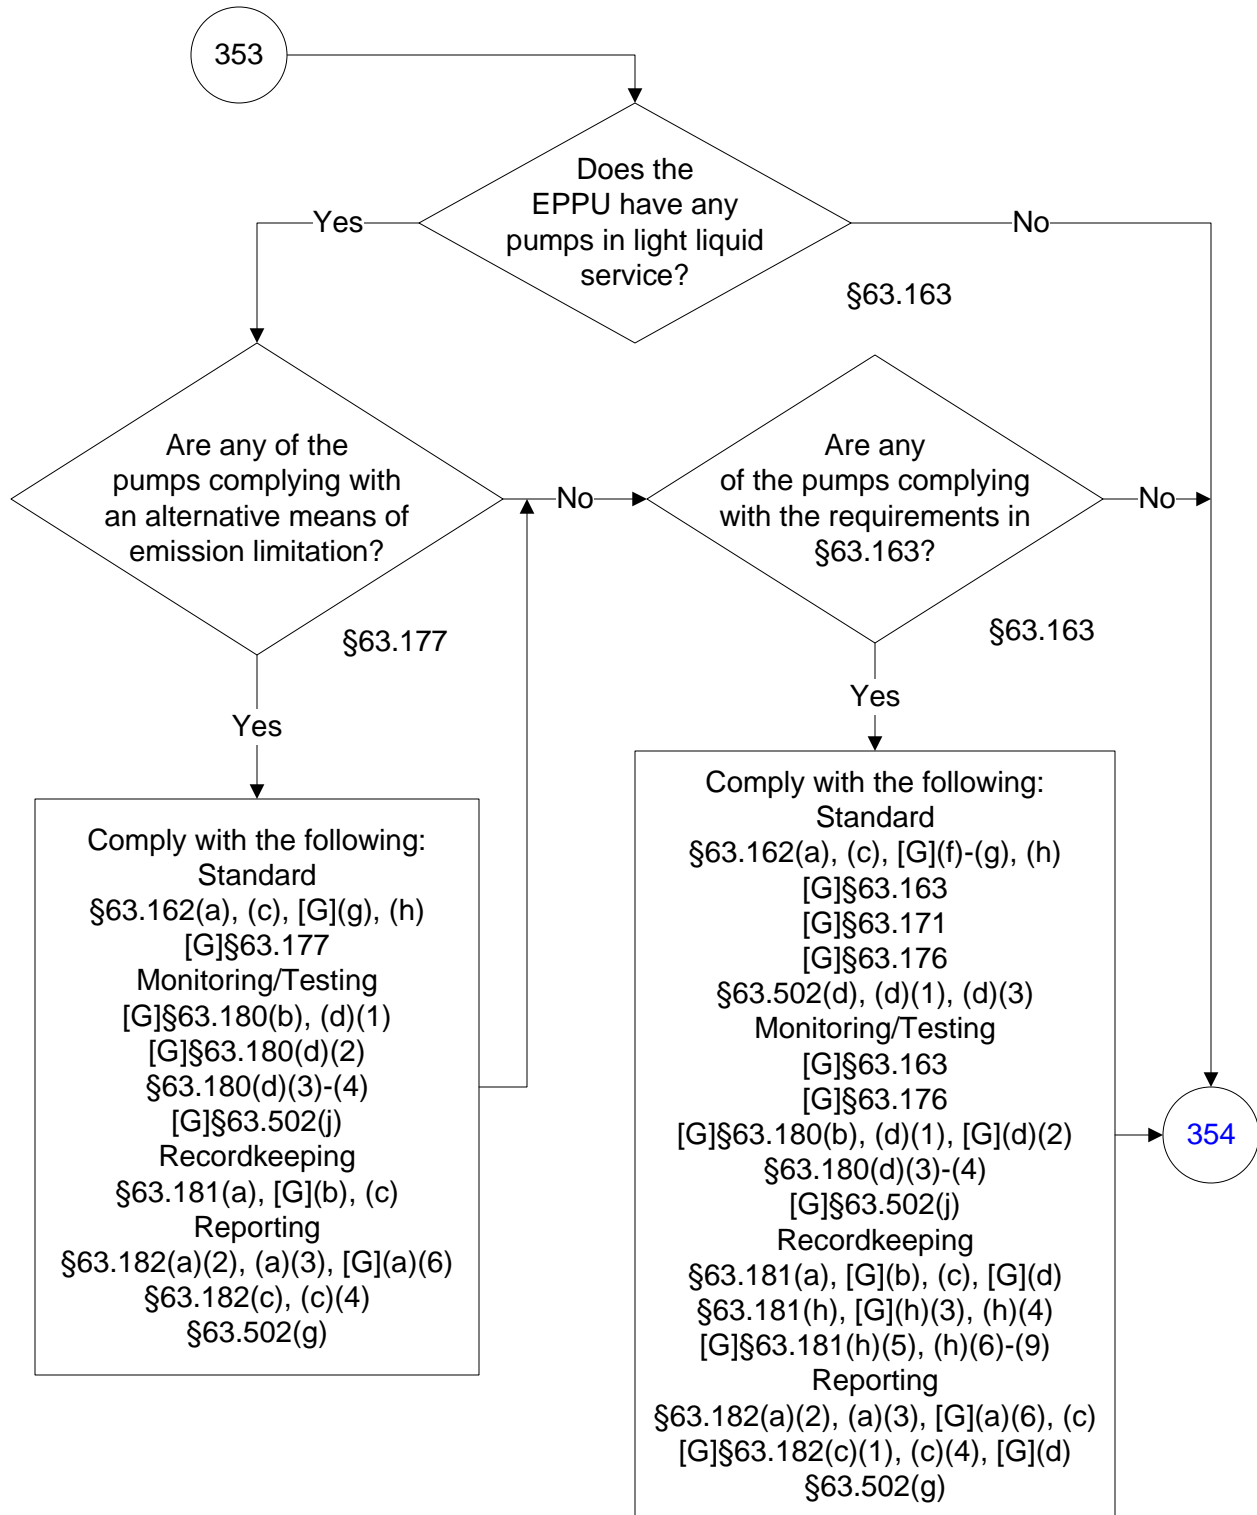 353
Does the
EPPU have any
pumps in light liquid
service?
Yes
No
§63.163
Are any of the
pumps complying with
an alternative means of
emission limitation?
No
§63.177
Yes
Are any
of the pumps complying
with the requirements in
§63.163?
No
§63.163
Yes
Comply with the following:
Standard
§63.162(a), (c), [G](g), (h)
[G]§63.177
Monitoring/Testing
[G]§63.180(b), (d)(1)
[G]§63.180(d)(2)
§63.180(d)(3)-(4)
[G]§63.502(j)
Recordkeeping
§63.181(a), [G](b), (c)
Reporting
§63.182(a)(2), (a)(3), [G](a)(6)
§63.182(c), (c)(4)
§63.502(g)
Comply with the following:
Standard
§63.162(a), (c), [G](f)-(g), (h)
[G]§63.163
[G]§63.171
[G]§63.176
§63.502(d), (d)(1), (d)(3)
Monitoring/Testing
[G]§63.163
[G]§63.176
[G]§63.180(b), (d)(1), [G](d)(2)
§63.180(d)(3)-(4)
[G]§63.502(j)
Recordkeeping
§63.181(a), [G](b), (c), [G](d)
§63.181(h), [G](h)(3), (h)(4)
[G]§63.181(h)(5), (h)(6)-(9)
Reporting
§63.182(a)(2), (a)(3), [G](a)(6), (c)
[G]§63.182(c)(1), (c)(4), [G](d)
§63.502(g)
354